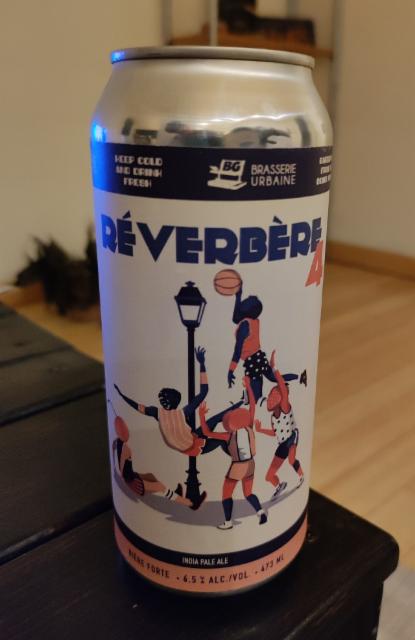 KEEP COLD
AND DRINK
FRESH
BG
BRASSERIE
URBAINE
RÉVERBÈRE
4
INDIA PALE ALE
BIÈRE FORTE • 6.5 % ALC./VOL. • 473 ML